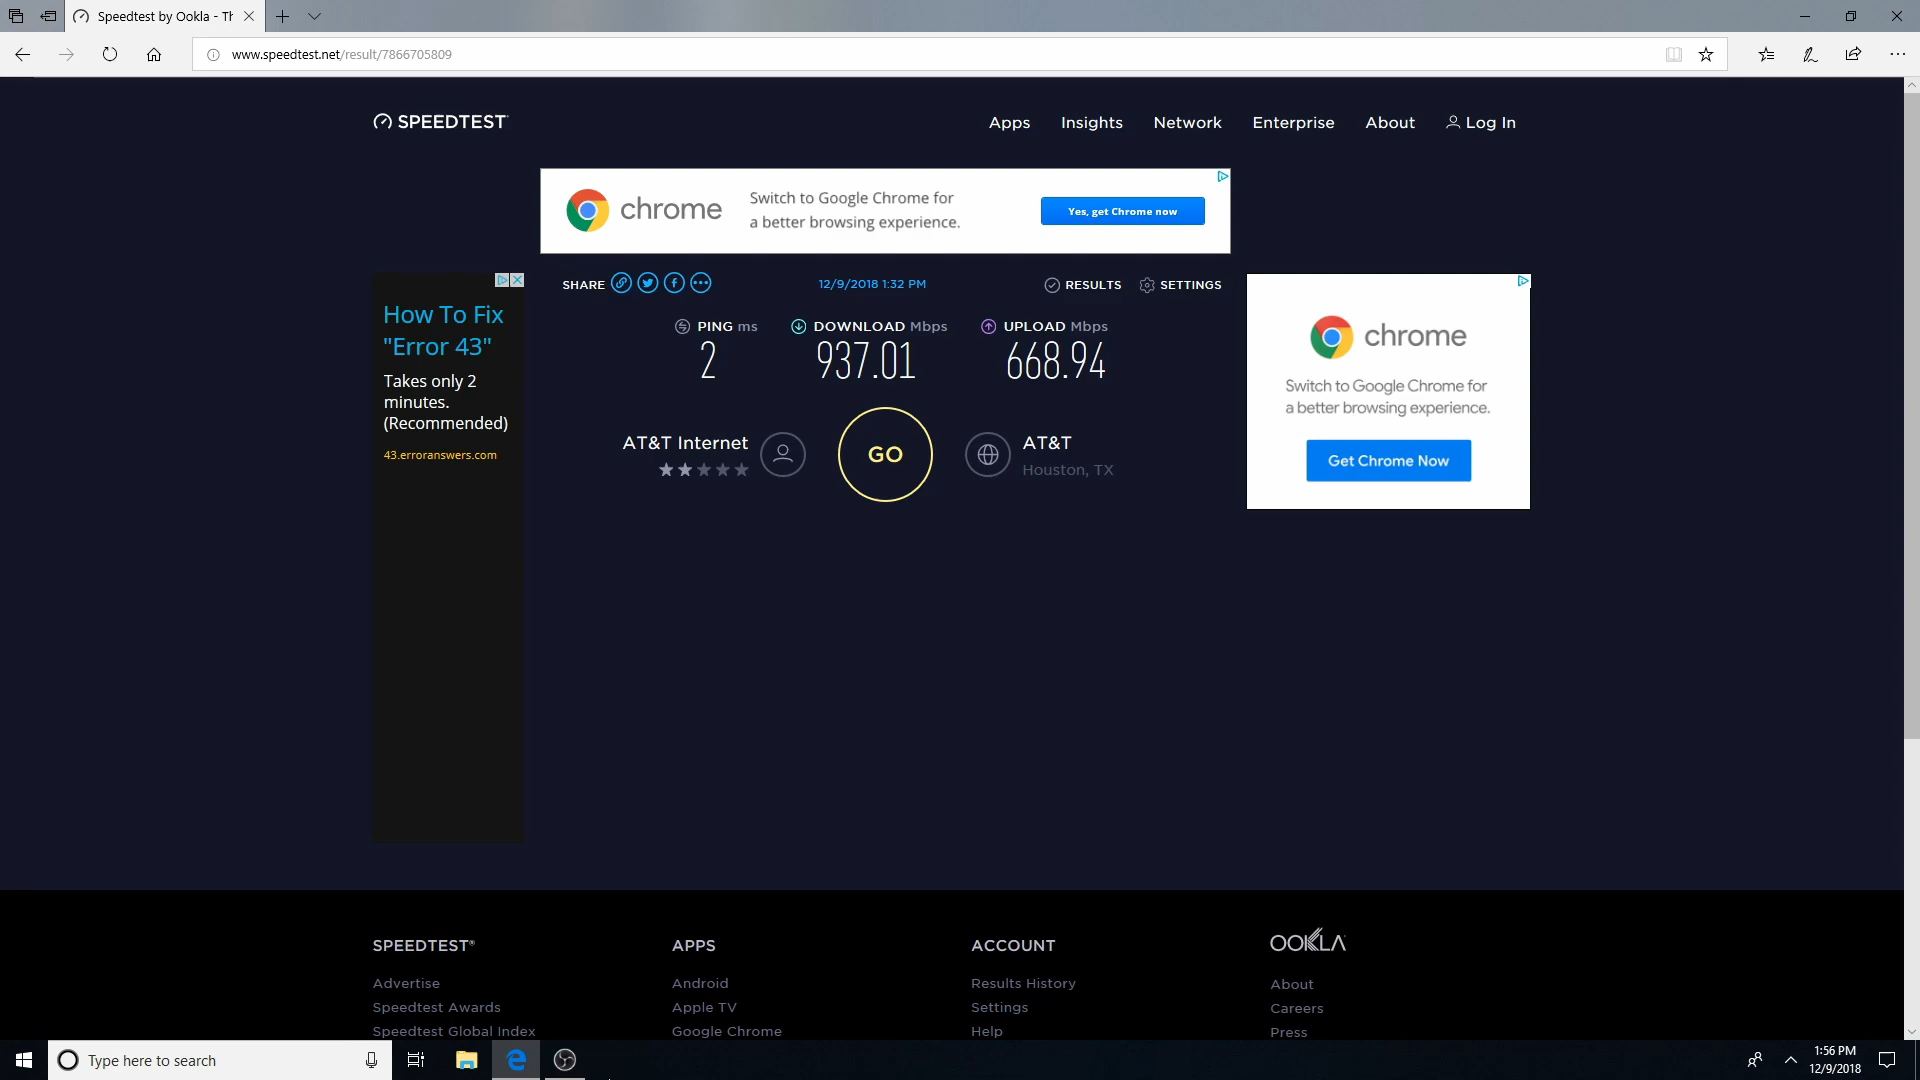 Speedtest by Ookla - Th
www.speedtest.net/result/7866705809
SPEEDTEST
Apps Insights Network Enterprise About Log In
chrome
Switch to Google Chrome for
a better browsing experience.
Yes, get Chrome now
How To Fix
"Error 43"
Takes only 2
minutes.
(Recommended)
43.erroranswers.com
SHARE 12/9/2018 1:32 PM RESULTS SETTINGS
PING ms DOWNLOAD Mbps UPLOAD Mbps
2 937.01 668.94
AT&T Internet
GO
AT&T
Houston, TX
chrome
Switch to Google Chrome for
a better browsing experience.
Get Chrome Now
SPEEDTEST® APPS ACCOUNT OOKLA
Advertise Android Results History About
Speedtest Awards Apple TV Settings Careers
Speedtest Global Index Google Chrome Help Press
Type here to search
1:56 PM
12/9/2018